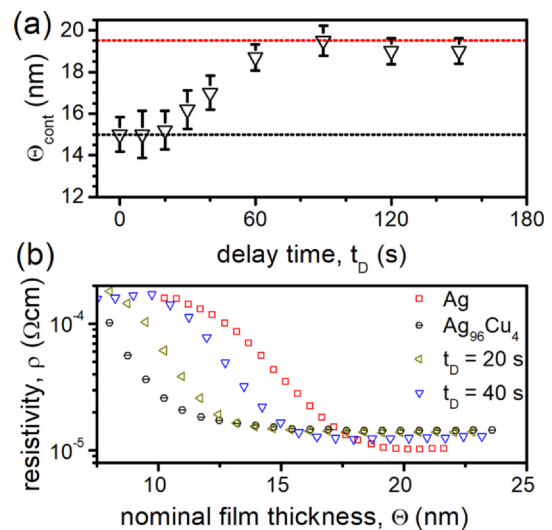 (a)
20
18
16
14
12
Θcont (nm)
0 60 120 180
delay time, tD (s)
(b)
10⁻⁴
10⁻⁵
resistivity, ρ (Ωcm)
Ag
Ag96Cu4
tD = 20 s
tD = 40 s
10 15 20 25
nominal film thickness, Θ (nm)